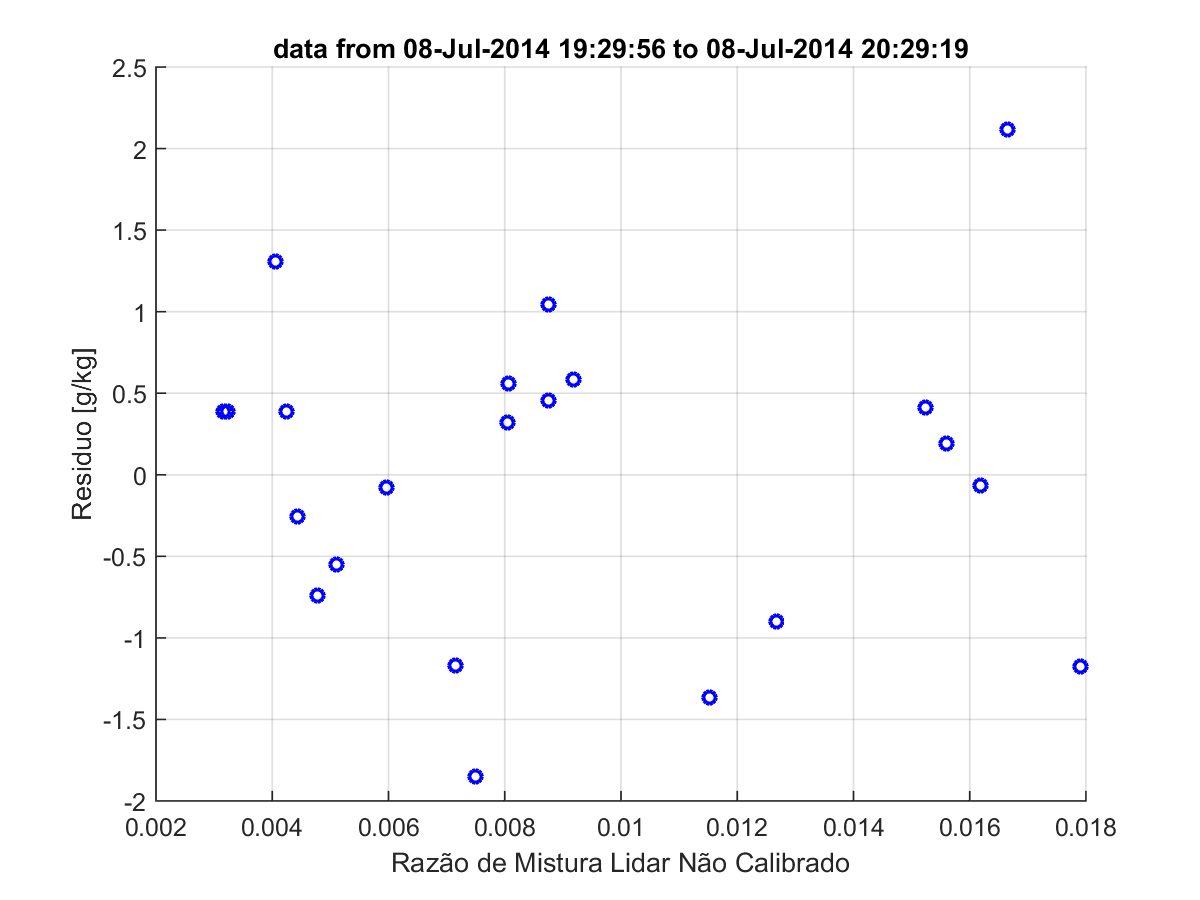 data from 08-Jul-2014 19:29:56 to 08-Jul-2014 20:29:19
2.5
2
1.5
1
0.5
0
-0.5
-1
-1.5
-2
Residuo [g/kg]
0.002 0.004 0.006 0.008 0.01 0.012 0.014 0.016 0.018
Razão de Mistura Lidar Não Calibrado